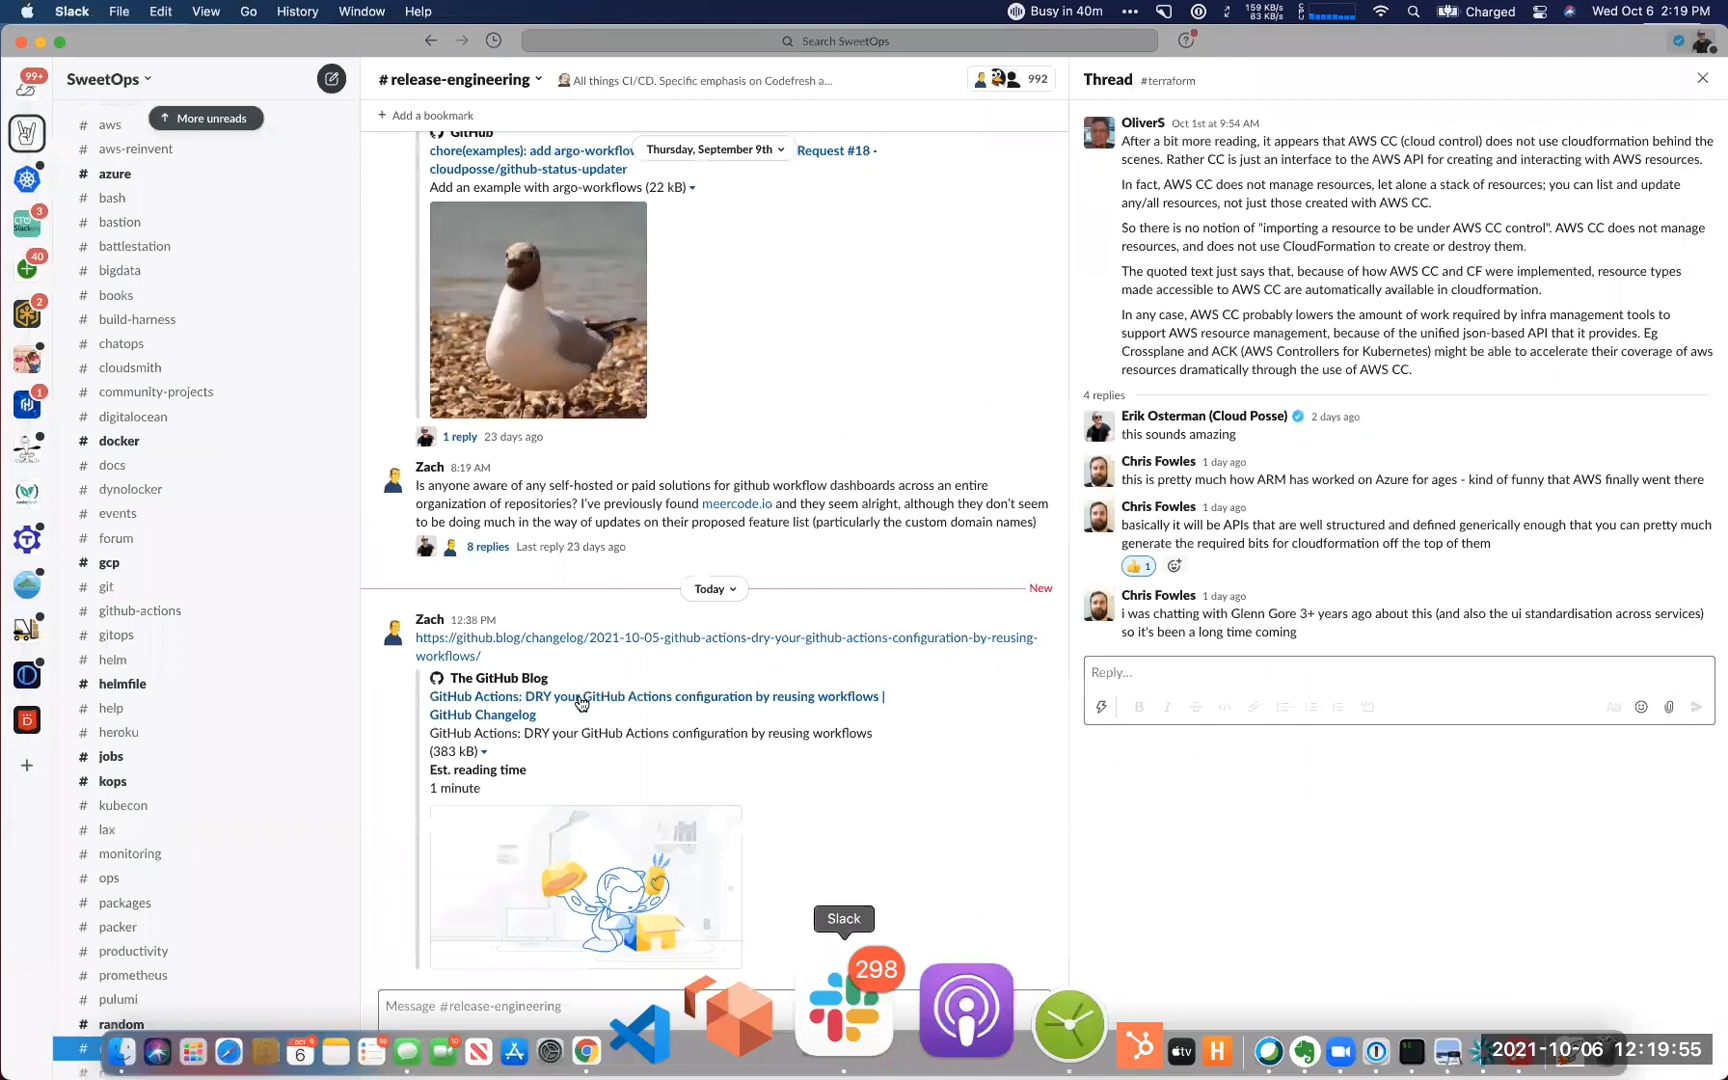 Slack File Edit View Go History Window Help
Busy in 40m
159 KB/s
83 KB/s
Charged
Wed Oct 6 2:19 PM
Search SweetOps
99+
SweetOps
More unreads
# aws
# aws-reinvent
# azure
# bash
# bastion
# battlestation
# bigdata
# books
# build-harness
# chatops
# cloudsmith
# community-projects
# digitalocean
# docker
# docs
# dynolocker
# events
# forum
# gcp
# git
# github-actions
# gitops
# helm
# helmfile
# help
# heroku
# jobs
# kops
# kubecon
# lax
# monitoring
# ops
# packages
# packer
# productivity
# prometheus
# pulumi
# random
3
40
2
1
# release-engineering
All things CI/CD. Specific emphasis on Codefresh a...
992
+ Add a bookmark
GitHub
Thursday, September 9th
chore(examples): add argo-workflow Request #18 ·
cloudposse/github-status-updater
Add an example with argo-workflows (22 kB)
1 reply 23 days ago
Zach 8:19 AM
Is anyone aware of any self-hosted or paid solutions for github workflow dashboards across an entire
organization of repositories? I've previously found meercode.io and they seem alright, although they don't seem
to be doing much in the way of updates on their proposed feature list (particularly the custom domain names)
8 replies Last reply 23 days ago
Today
New
Zach 12:38 PM
https://github.blog/changelog/2021-10-05-github-actions-dry-your-github-actions-configuration-by-reusing-
workflows/
The GitHub Blog
GitHub Actions: DRY your GitHub Actions configuration by reusing workflows |
GitHub Changelog
GitHub Actions: DRY your GitHub Actions configuration by reusing workflows
(383 kB)
Est. reading time
1 minute
Message #release-engineering
Thread #terraform
OliverS Oct 1st at 9:54 AM
After a bit more reading, it appears that AWS CC (cloud control) does not use cloudformation behind the
scenes. Rather CC is just an interface to the AWS API for creating and interacting with AWS resources.
In fact, AWS CC does not manage resources, let alone a stack of resources; you can list and update
any/all resources, not just those created with AWS CC.
So there is no notion of "importing a resource to be under AWS CC control". AWS CC does not manage
resources, and does not use CloudFormation to create or destroy them.
The quoted text just says that, because of how AWS CC and CF were implemented, resource types
made accessible to AWS CC are automatically available in cloudformation.
In any case, AWS CC probably lowers the amount of work required by infra management tools to
support AWS resource management, because of the unified json-based API that it provides. Eg
Crossplane and ACK (AWS Controllers for Kubernetes) might be able to accelerate their coverage of aws
resources dramatically through the use of AWS CC.
4 replies
Erik Osterman (Cloud Posse) 2 days ago
this sounds amazing
Chris Fowles 1 day ago
this is pretty much how ARM has worked on Azure for ages - kind of funny that AWS finally went there
Chris Fowles 1 day ago
basically it will be APIs that are well structured and defined generically enough that you can pretty much
generate the required bits for cloudformation off the top of them
1
Chris Fowles 1 day ago
i was chatting with Glenn Gore 3+ years ago about this (and also the ui standardisation across services)
so it's been a long time coming
Reply...
Slack
298
OCT
6
tv
H
2021-10-06 12:19:55